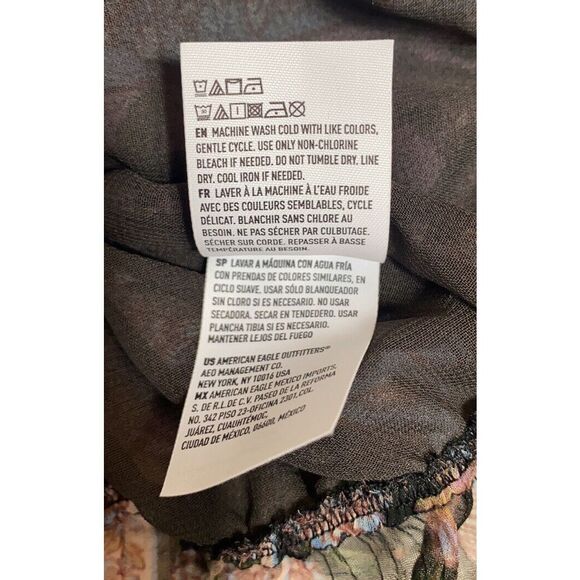 EN MACHINE WASH COLD WITH LIKE COLORS,
GENTLE CYCLE. USE ONLY NON-CHLORINE
BLEACH IF NEEDED. DO NOT TUMBLE DRY. LINE
DRY. COOL IRON IF NEEDED.
FR LAVER À LA MACHINE À L'EAU FROIDE
AVEC DES COULEURS SEMBLABLES, CYCLE
DÉLICAT. BLANCHIR SANS CHLORE AU
BESOIN. NE PAS SÉCHER PAR CULBUTAGE.
SÉCHER SUR CORDE. REPASSER À BASSE
TEMPÉRATURE AU BESOIN.
SP LAVAR A MÁQUINA CON AGUA FRÍA
CON PRENDAS DE COLORES SIMILARES, EN
CICLO SUAVE. USAR SÓLO BLANQUEADOR
SIN CLORO SI ES NECESARIO. NO USAR
SECADORA. SECAR EN TENDEDERO. USAR
PLANCHA TIBIA SI ES NECESARIO.
MANTENER LEJOS DEL FUEGO
US AMERICAN EAGLE OUTFITTERS®
AEO MANAGEMENT CO.
NEW YORK, NY 10016 USA
MX AMERICAN EAGLE MEXICO IMPORTS,
S. DE R.L. DE C.V. PASEO DE LA REFORMA
NO. 342 PISO 23-OFICINA 2301,COL.
JUÁREZ, CUAUHTÉMOC,
CIUDAD DE MÉXICO, 06600, MÉXICO